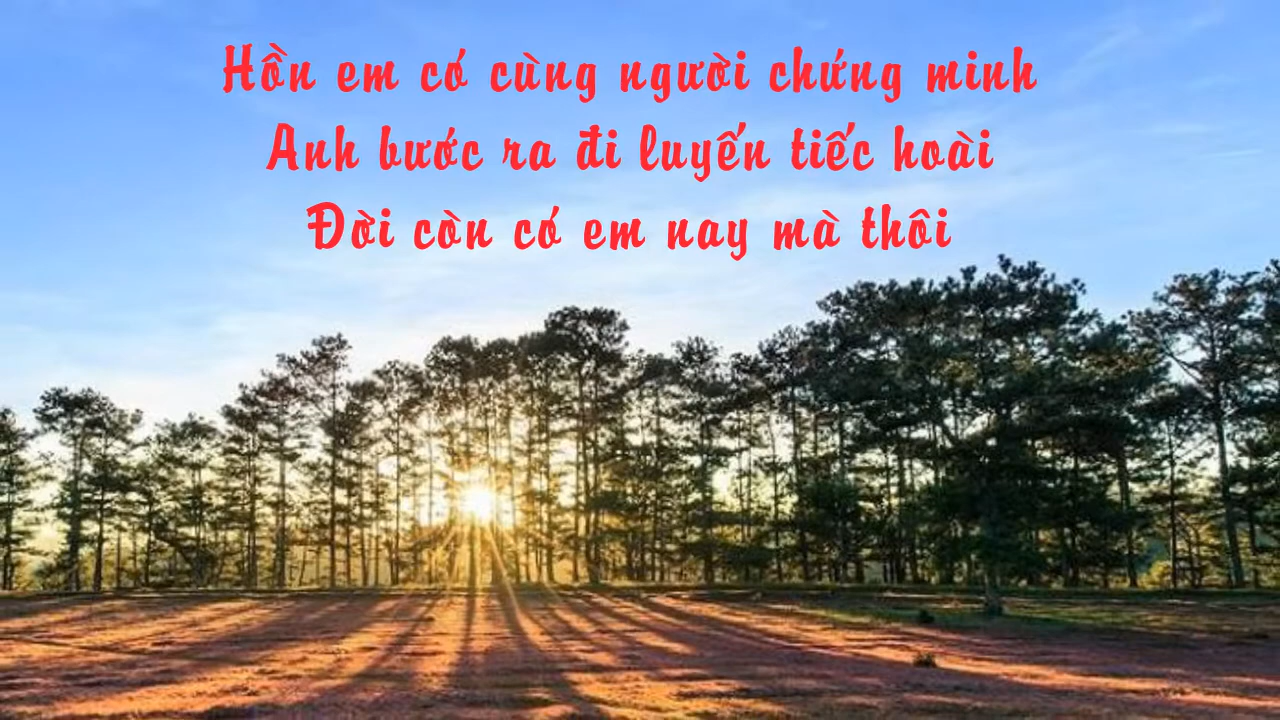 Hồn em có cùng người chứng minh
Anh bước ra đi luyến tiếc hoài
Đời còn có em nay mà thôi